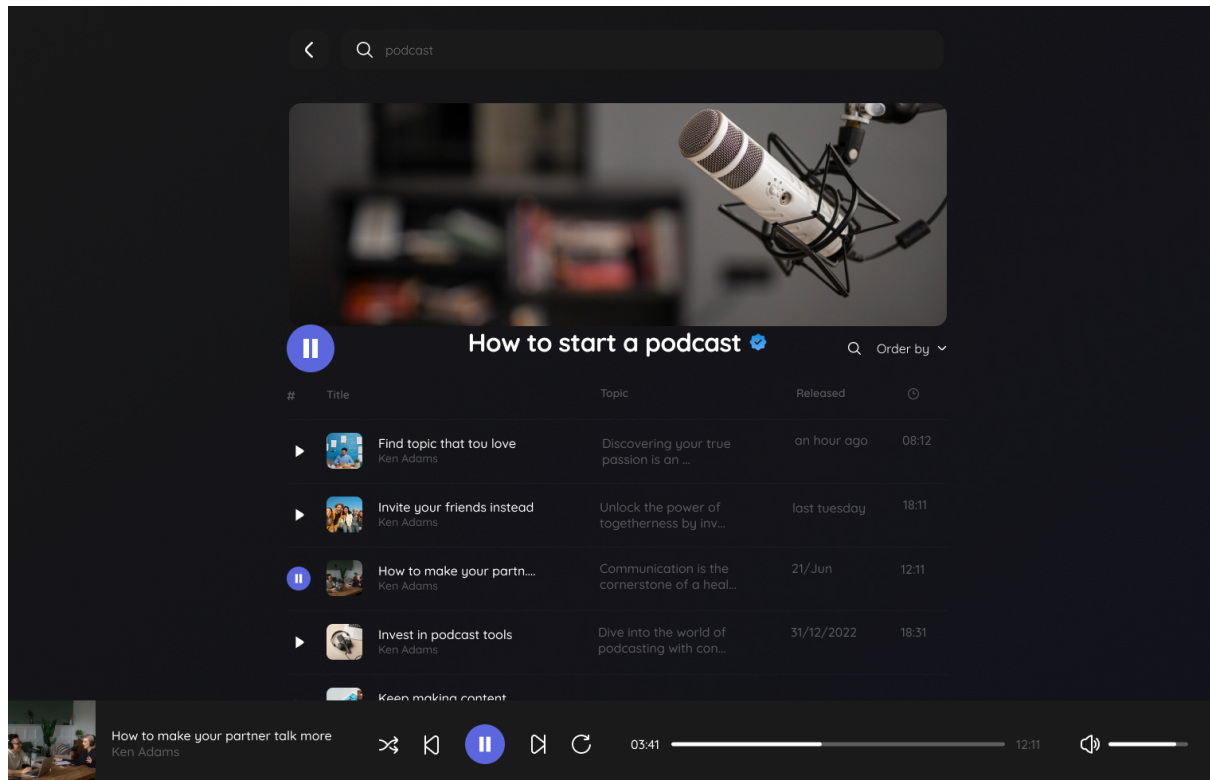 podcast
How to start a podcast
Order by
# Title Topic Released
Find topic that tou love
Ken Adams
Discovering your true
passion is an ...
an hour ago
08:12
Invite your friends instead
Ken Adams
Unlock the power of
togetherness by inv...
last tuesday
18:11
How to make your partn....
Ken Adams
Communication is the
cornerstone of a heal...
21/Jun
12:11
Invest in podcast tools
Ken Adams
Dive into the world of
podcasting with con...
31/12/2022
18:31
Keep making content
How to make your partner talk more
Ken Adams
03:41
12:11